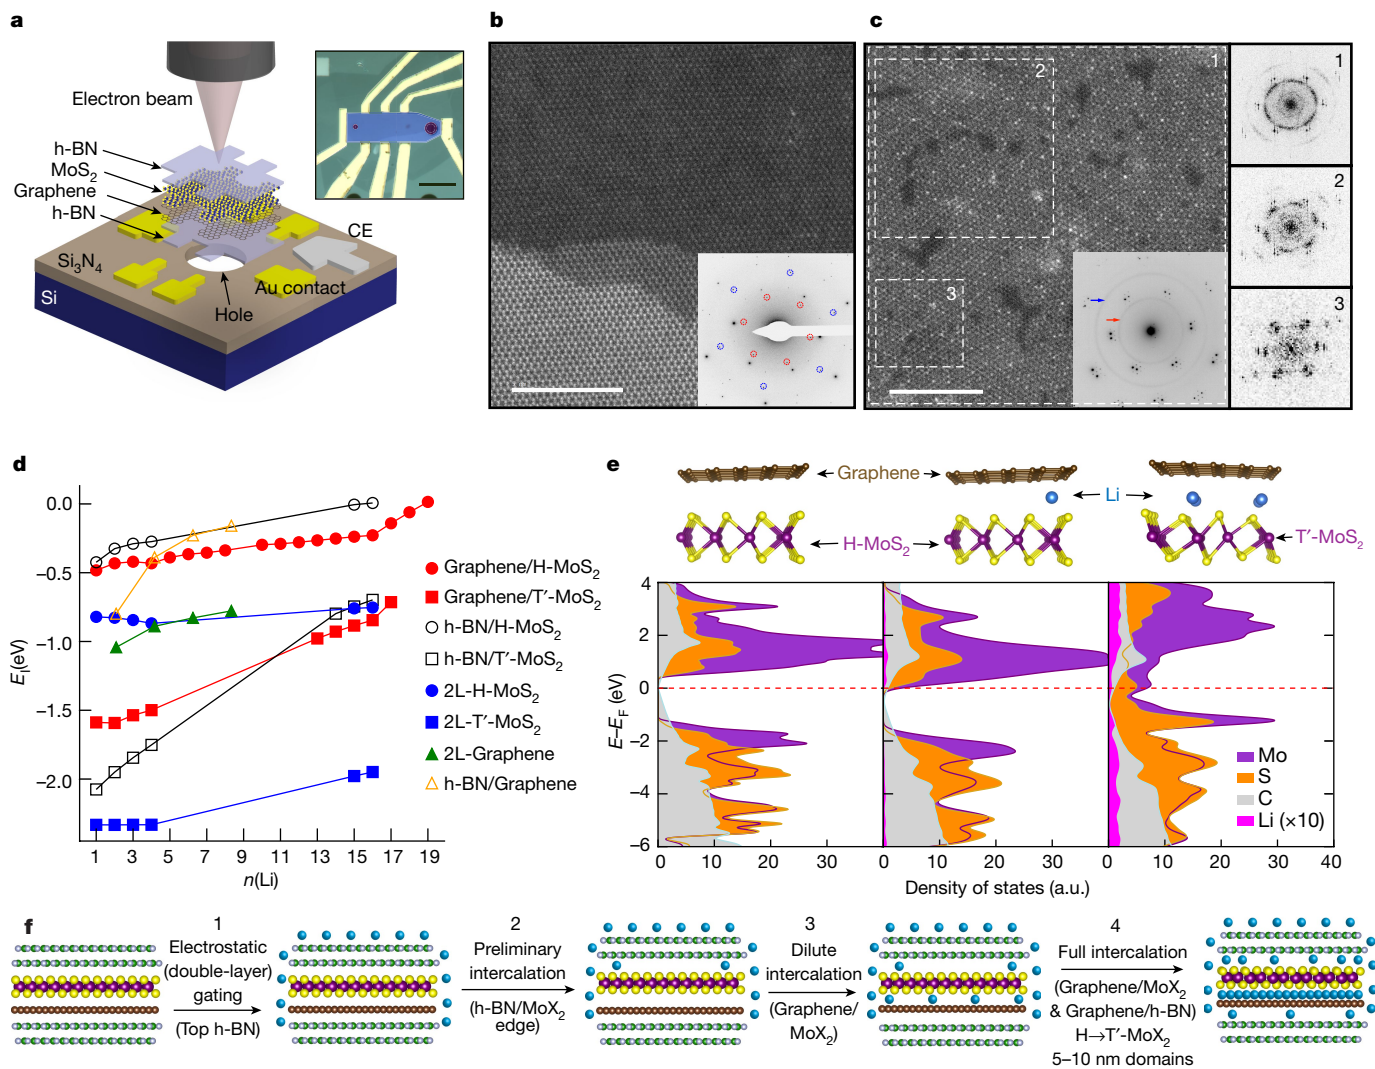 a
Electron beam
h-BN
MoS2
Graphene
h-BN
CE
Si3N4
Si
Au contact
Hole
b
c
1
2
3
1
2
3
d
0.0
−0.5
−1.0
−1.5
−2.0
Ei(eV)
1 3 5 7 9 11 13 15 17 19
n(Li)
Graphene/H-MoS2
Graphene/T′-MoS2
h-BN/H-MoS2
h-BN/T′-MoS2
2L-H-MoS2
2L-T′-MoS2
2L-Graphene
h-BN/Graphene
e
Graphene
Li
H-MoS2
T′-MoS2
4
2
0
−2
−4
−6
E–EF (eV)
0 10 20 30 0 10 20 30 0 10 20 30 40
Density of states (a.u.)
Mo
S
C
Li (×10)
f
1
Electrostatic
(double-layer)
gating
(Top h-BN)
2
Preliminary
intercalation
(h-BN/MoX2
edge)
3
Dilute
intercalation
(Graphene/
MoX2)
4
Full intercalation
(Graphene/MoX2
& Graphene/h-BN)
H→T′-MoX2
5–10 nm domains